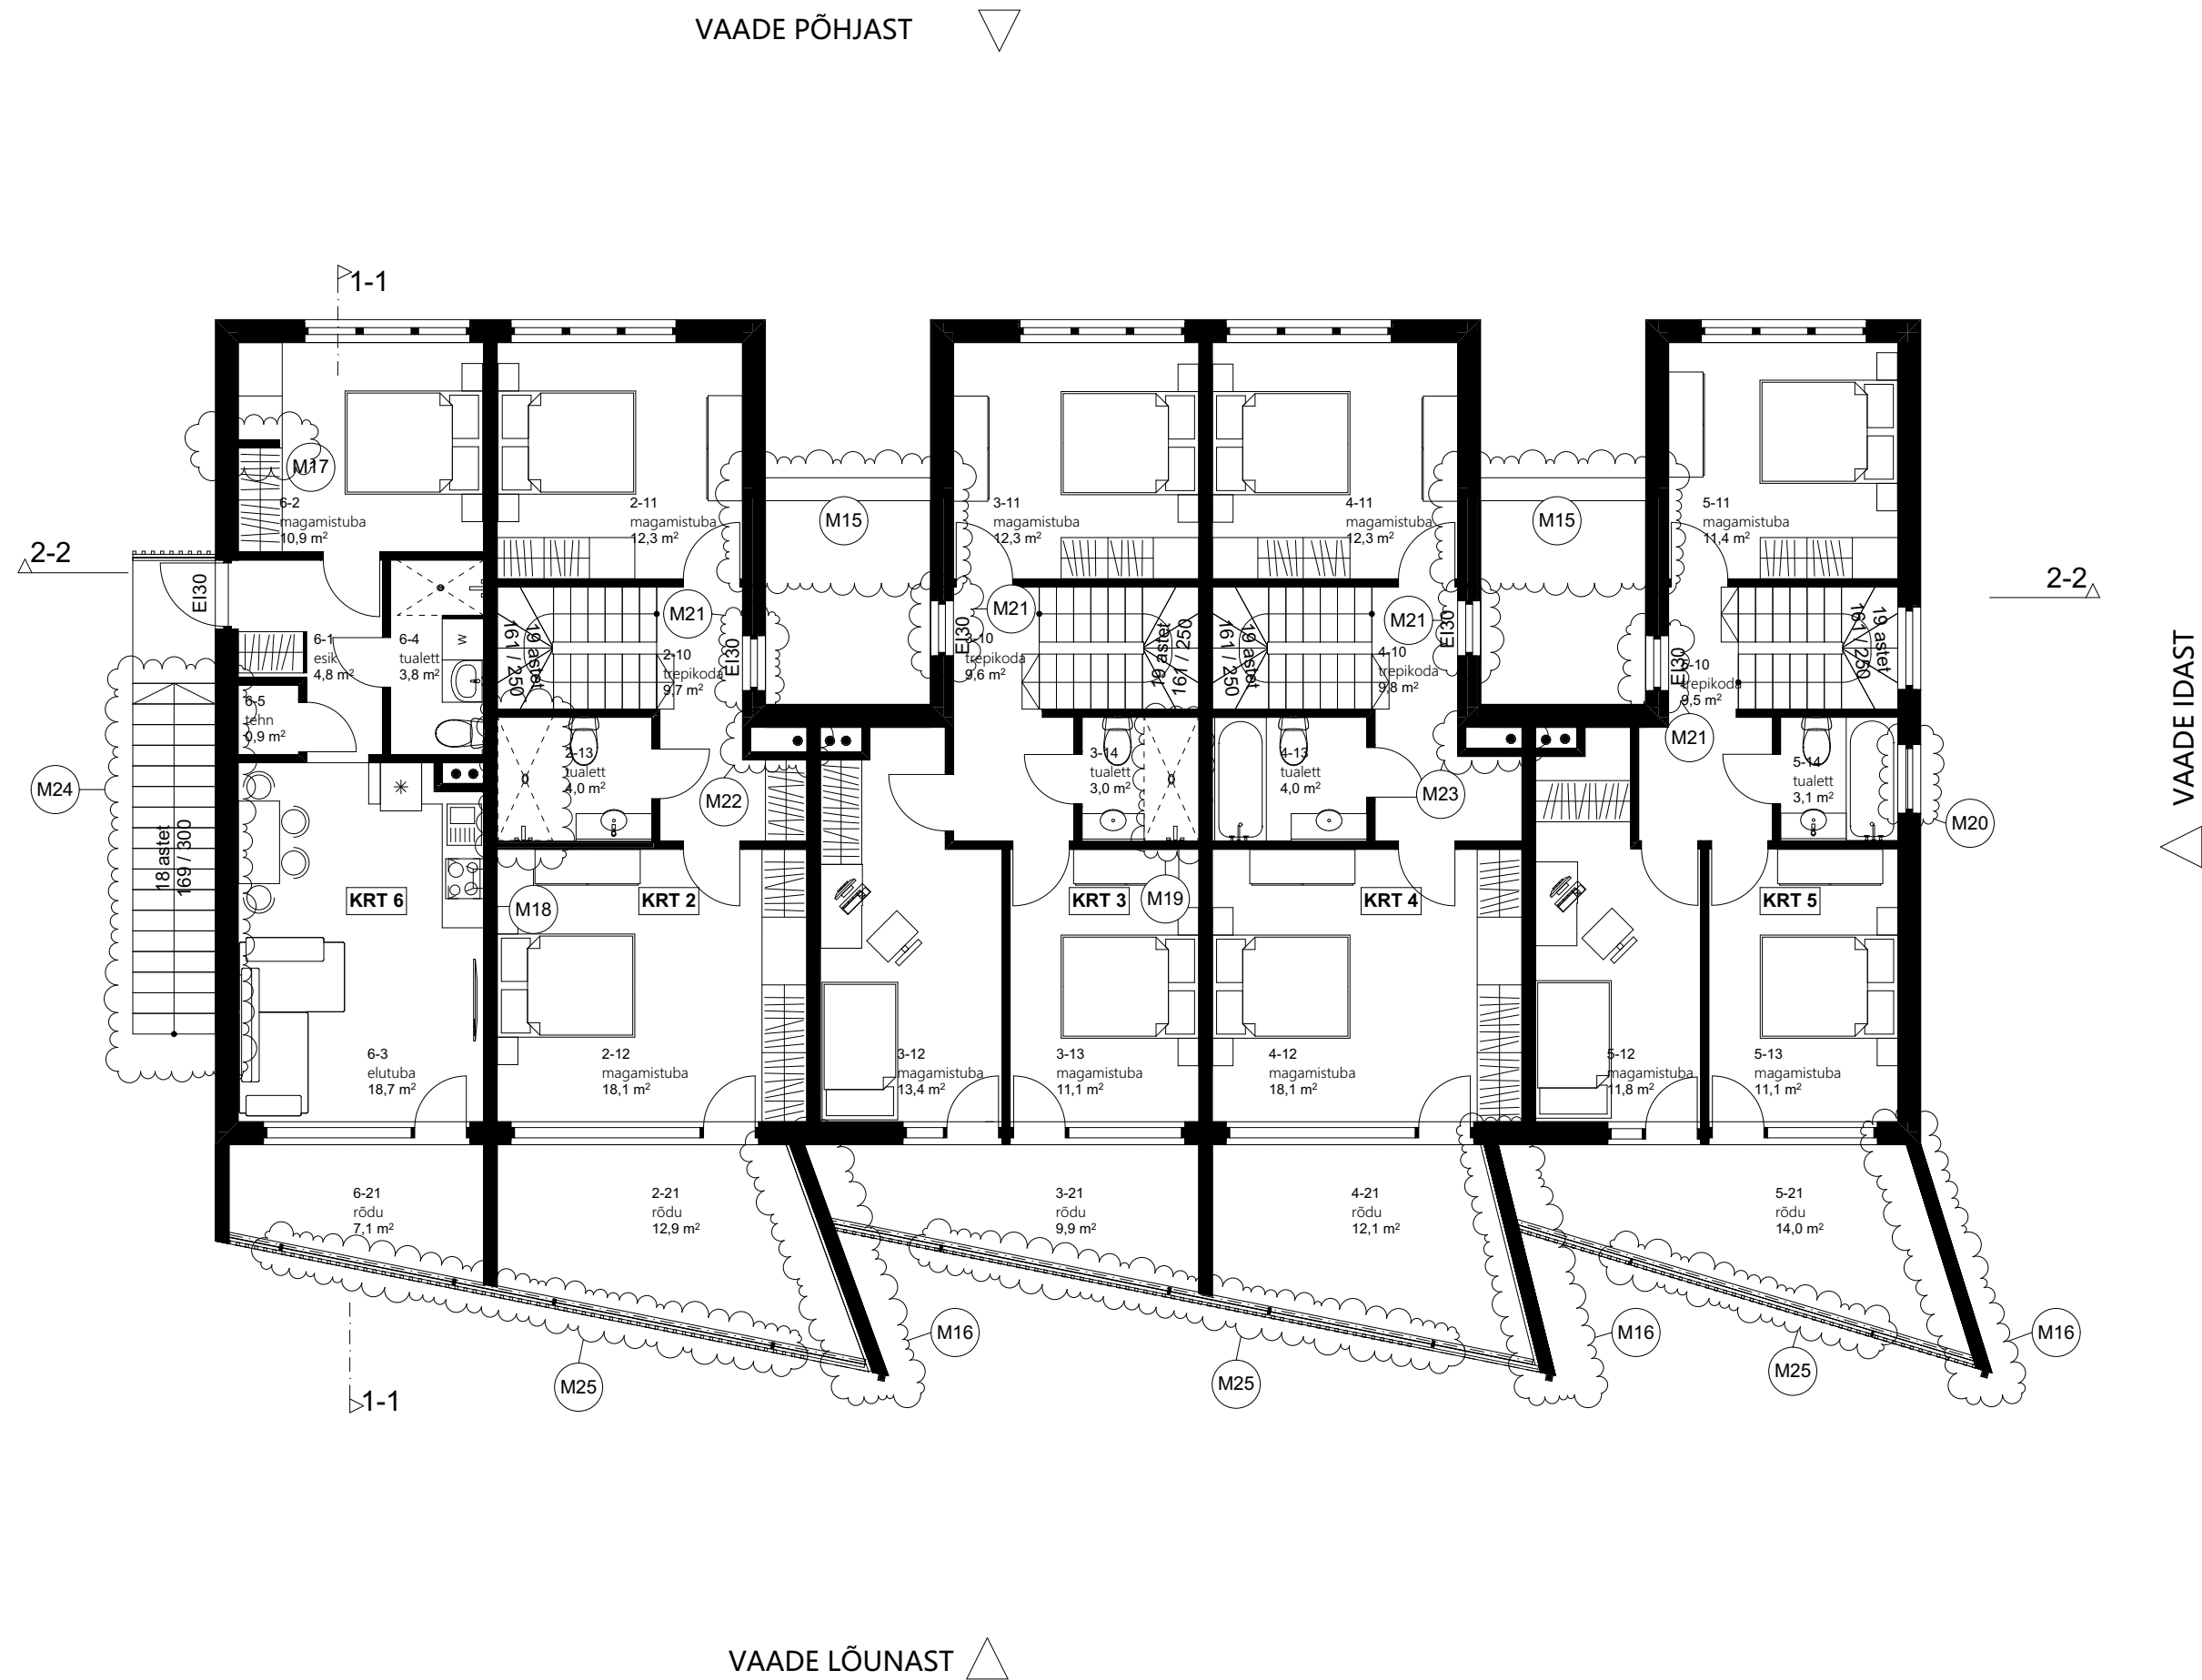 VAADE PÕHJAST
1-1
2-2
2-2
VAADE IDAST
M17
6-2
magamistuba
10,9 m²
2-11
magamistuba
12,3 m²
M15
3-11
magamistuba
12,3 m²
4-11
magamistuba
12,3 m²
M15
5-11
magamistuba
11,4 m²
EI30
6-1
esik
4,8 m²
6-4
tualett
3,8 m²
W
19 astet
161 / 250
M21
2-10
trepikoda
9,7 m²
EI30
EI30
M21
3-10
trepikoda
9,6 m²
19 astet
161 / 250
19 astet
161 / 250
M21
4-10
trepikoda
9,8 m²
EI30
EI30
5-10
trepikoda
9,5 m²
M21
19 astet
161 / 250
6-5
tehn
0,9 m²
M24
18 astet
169 / 300
2-13
tualett
4,0 m²
M22
3-14
tualett
3,0 m²
4-13
tualett
4,0 m²
M23
5-14
tualett
3,1 m²
M20
KRT 6
M18
KRT 2
KRT 3
M19
KRT 4
KRT 5
6-3
elutuba
18,7 m²
2-12
magamistuba
18,1 m²
3-12
magamistuba
13,4 m²
3-13
magamistuba
11,1 m²
4-12
magamistuba
18,1 m²
5-12
magamistuba
11,8 m²
5-13
magamistuba
11,1 m²
6-21
rõdu
7,1 m²
2-21
rõdu
12,9 m²
3-21
rõdu
9,9 m²
4-21
rõdu
12,1 m²
5-21
rõdu
14,0 m²
M16
M16
M16
M25
M25
M25
1-1
VAADE LÕUNAST